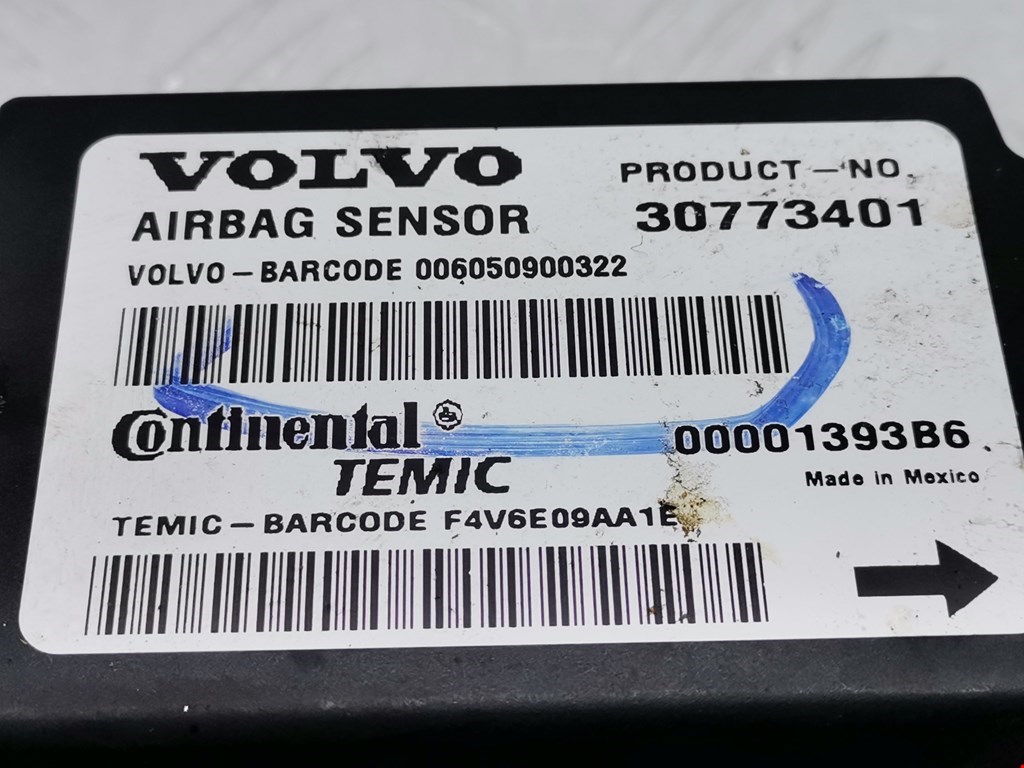 VOLVO
PRODUCT-NO.
AIRBAG SENSOR
30773401
VOLVO-BARCODE 006050900322
Continental
TEMIC
00001393B6
Made in Mexico
TEMIC-BARCODE F4V6E09AA1E